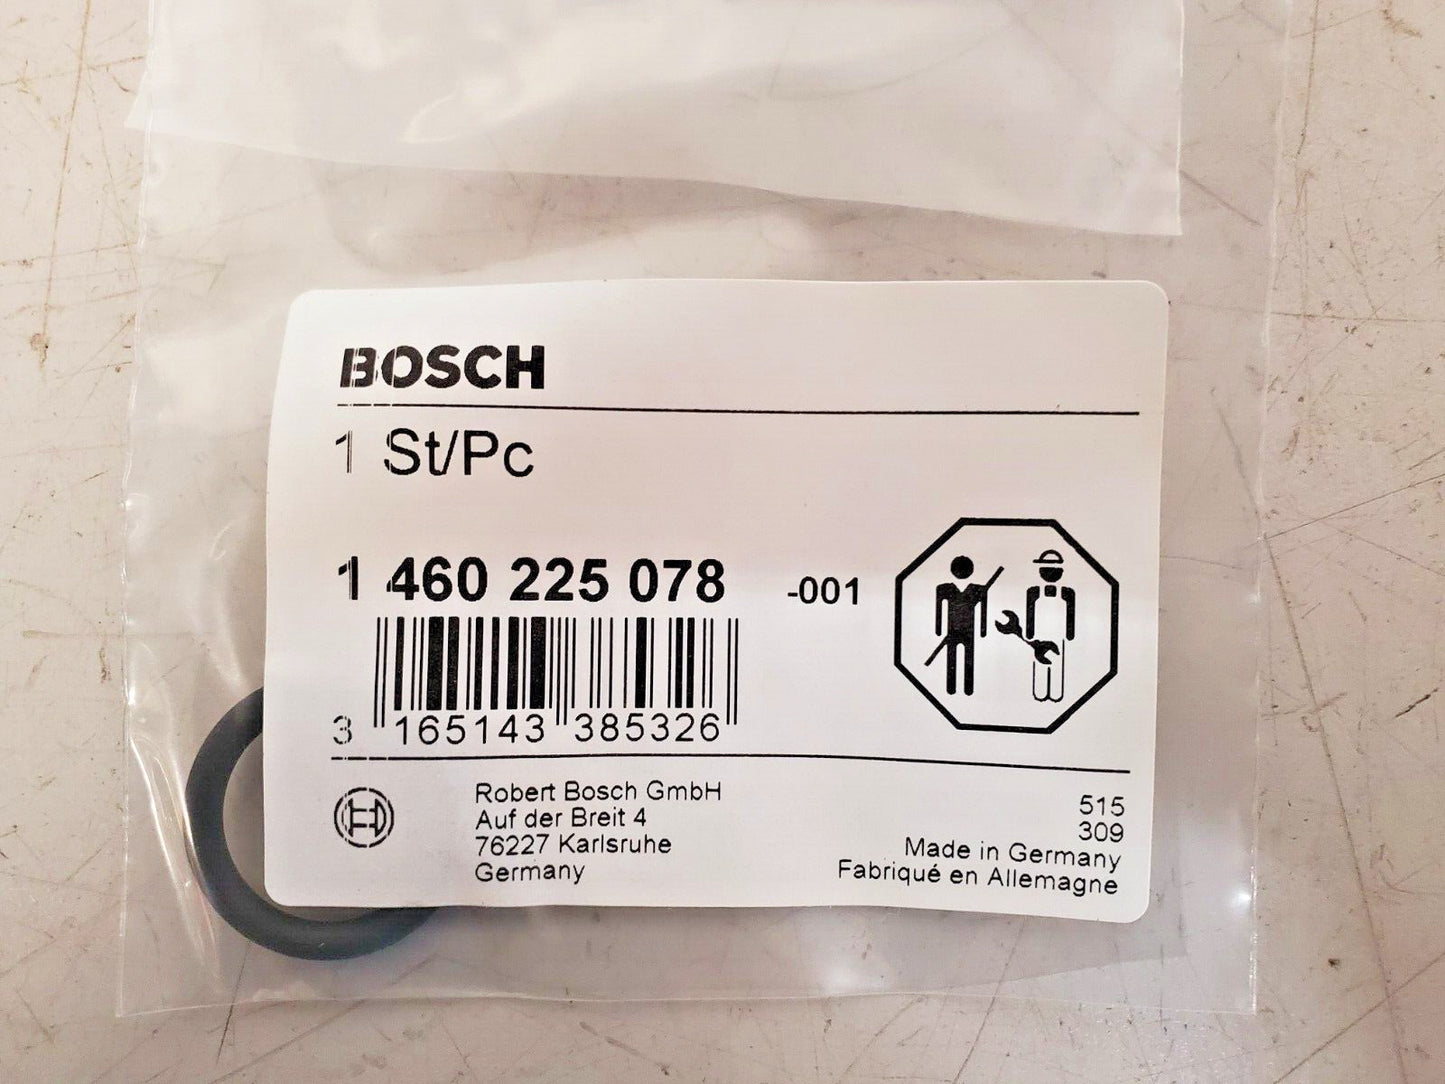 BOSCH
1 St/Pc
1 460 225 078 -001
3 165143 385326
Robert Bosch GmbH
Auf der Breit 4
76227 Karlsruhe
Germany
515
309
Made in Germany
Fabriqué en Allemagne